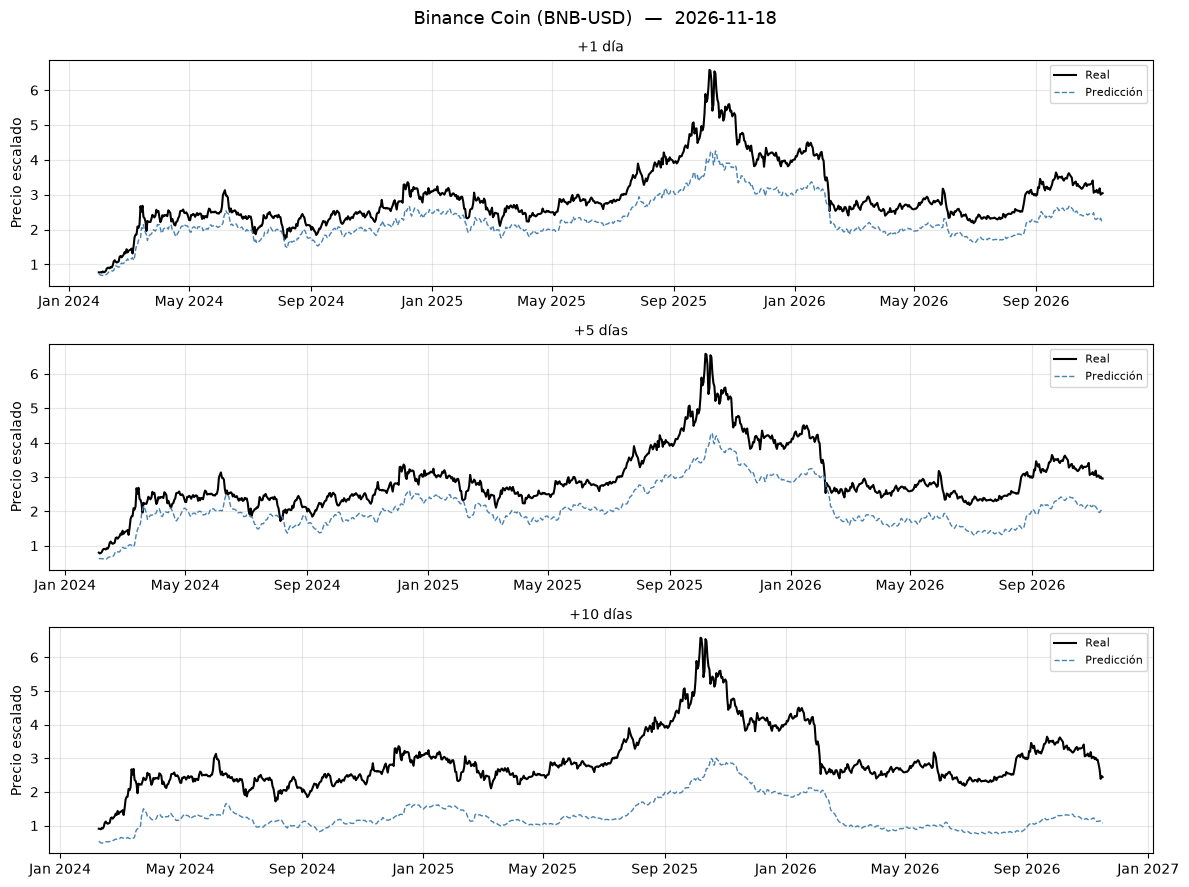 Binance Coin (BNB-USD) — 2026-11-18
+1 día
Precio escalado
6
5
4
3
2
1
Real
Predicción
Jan 2024 May 2024 Sep 2024 Jan 2025 May 2025 Sep 2025 Jan 2026 May 2026 Sep 2026
+5 días
Precio escalado
6
5
4
3
2
1
Real
Predicción
Jan 2024 May 2024 Sep 2024 Jan 2025 May 2025 Sep 2025 Jan 2026 May 2026 Sep 2026
+10 días
Precio escalado
6
5
4
3
2
1
Real
Predicción
Jan 2024 May 2024 Sep 2024 Jan 2025 May 2025 Sep 2025 Jan 2026 May 2026 Sep 2026 Jan 2027